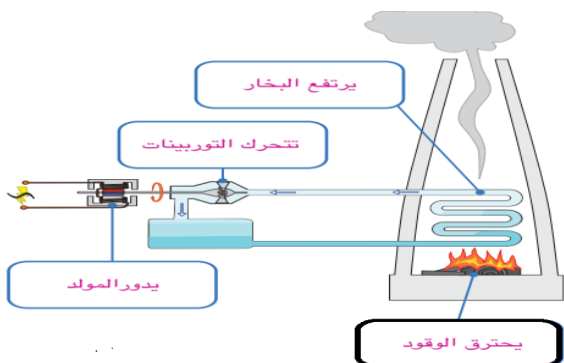 يرتفع البخار
تتحرك التوربينات
يدورالمولد
يحترق الوقود